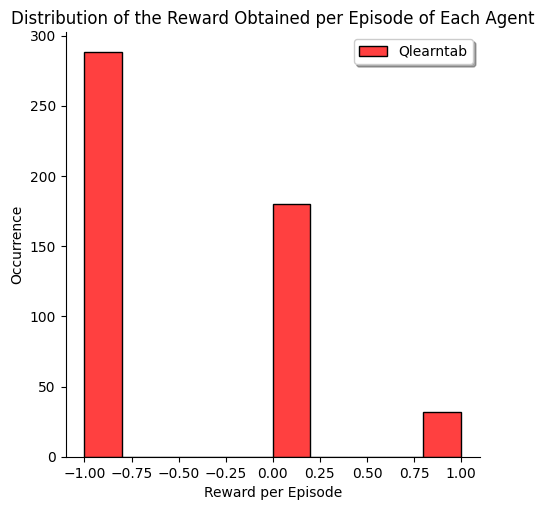 Distribution of the Reward Obtained per Episode of Each Agent
Qlearntab
300
250
200
150
100
50
0
Occurrence
−1.00 −0.75 −0.50 −0.25 0.00 0.25 0.50 0.75 1.00
Reward per Episode